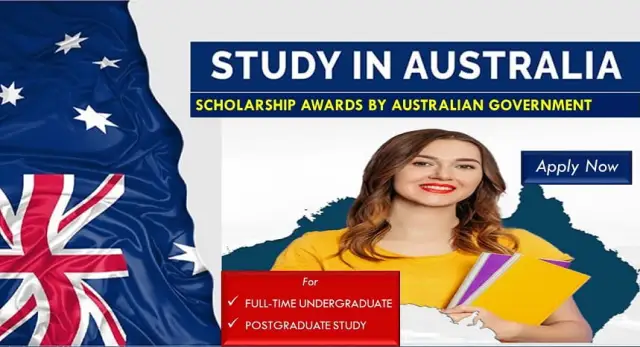 STUDY IN AUSTRALIA
SCHOLARSHIP AWARDS BY AUSTRALIAN GOVERNMENT
Apply Now
For
✓ FULL-TIME UNDERGRADUATE
✓ POSTGRADUATE STUDY